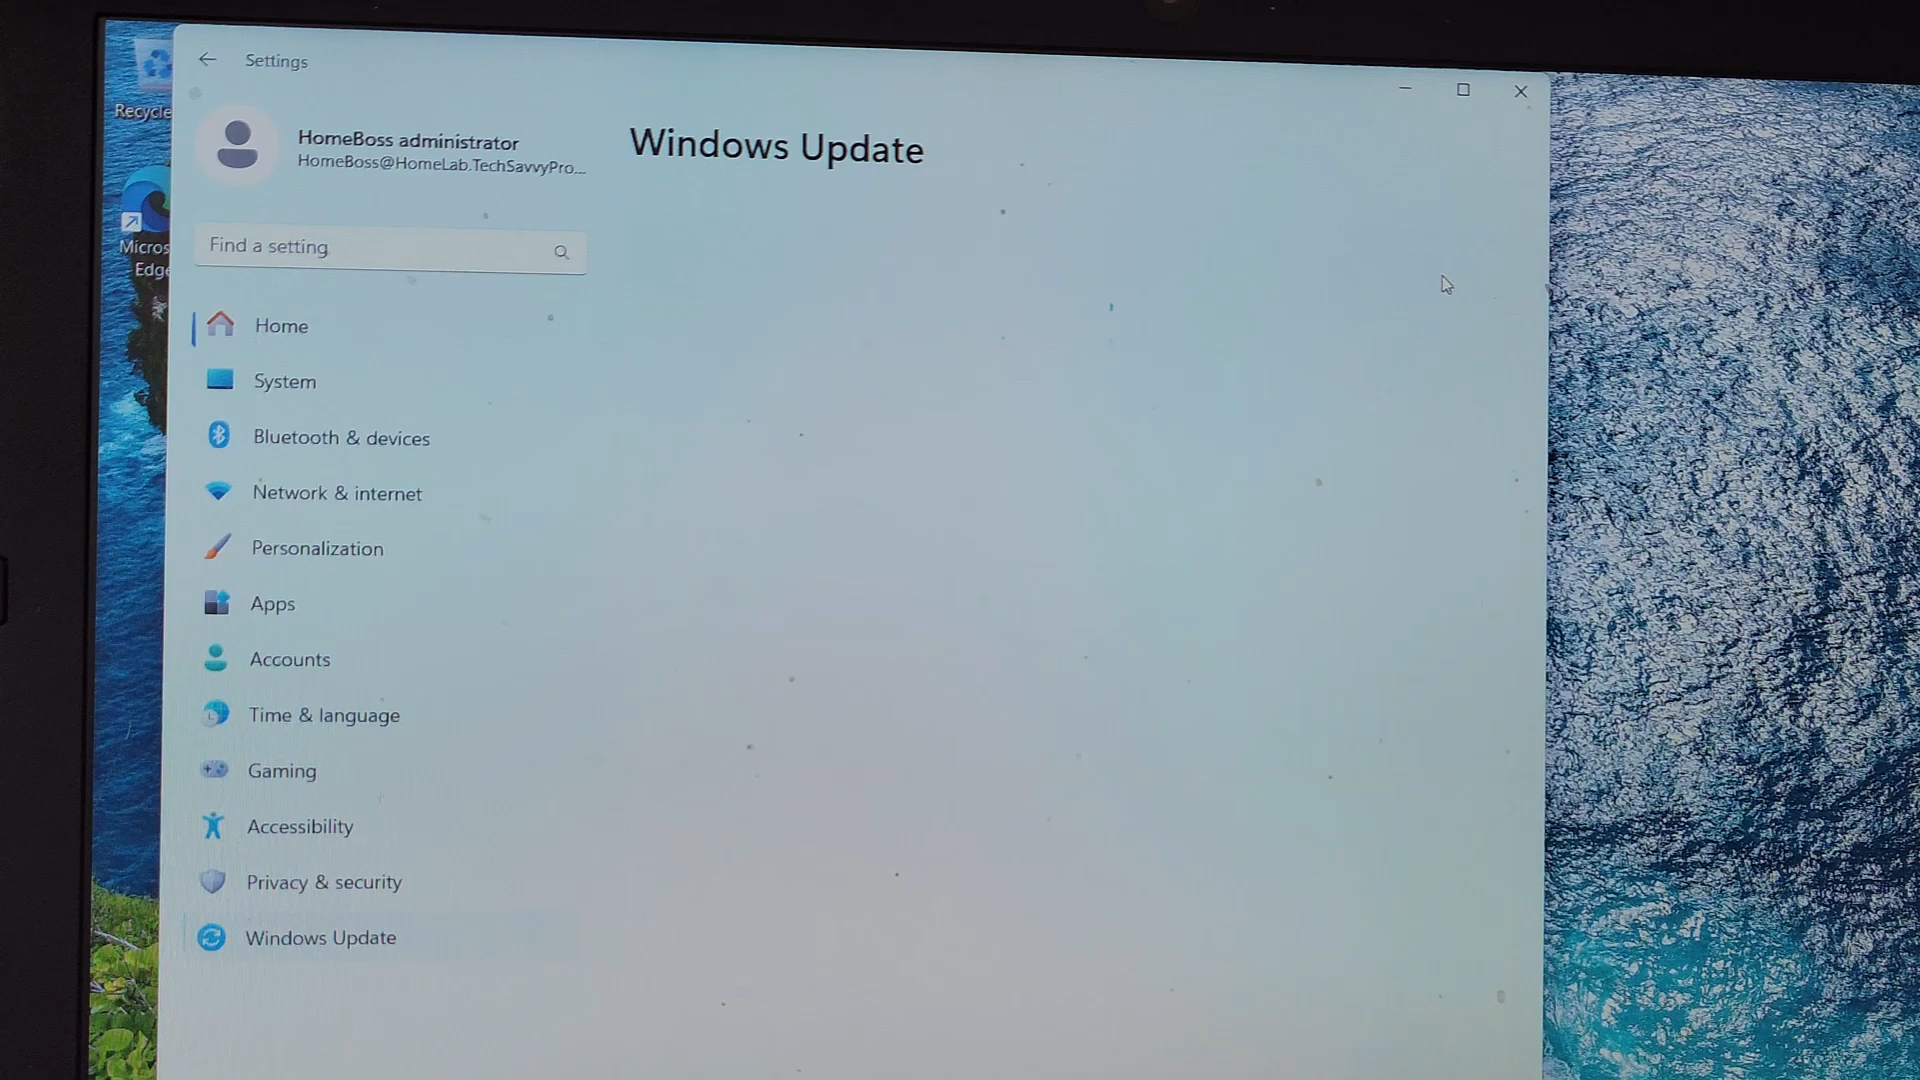 Settings
Recycle
HomeBoss administrator
HomeBoss@HomeLab.TechSavvyPro...
Windows Update
Micros
Edge
Find a setting
Home
System
Bluetooth & devices
Network & internet
Personalization
Apps
Accounts
Time & language
Gaming
Accessibility
Privacy & security
Windows Update